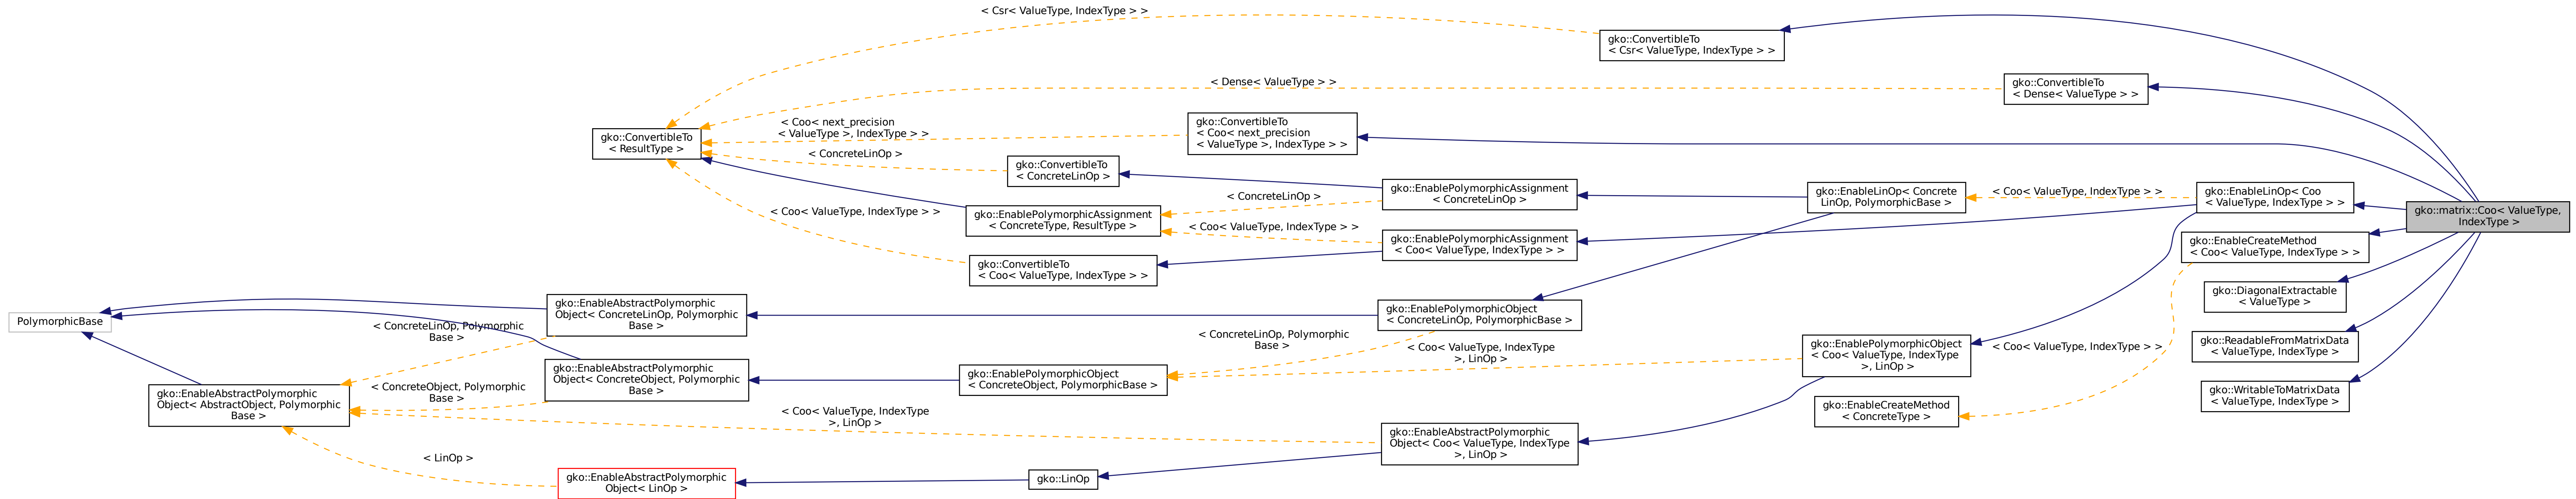 < Csr< ValueType, IndexType > >
gko::ConvertibleTo
< Csr< ValueType, IndexType > >
< Dense< ValueType > >
gko::ConvertibleTo
< Dense< ValueType > >
gko::ConvertibleTo
< ResultType >
< Coo< next_precision
< ValueType >, IndexType > >
gko::ConvertibleTo
< Coo< next_precision
< ValueType >, IndexType > >
< ConcreteLinOp >
gko::ConvertibleTo
< ConcreteLinOp >
gko::EnablePolymorphicAssignment
< ConcreteLinOp >
gko::EnableLinOp< Concrete
LinOp, PolymorphicBase >
< Coo< ValueType, IndexType > >
gko::EnableLinOp< Coo
< ValueType, IndexType > >
gko::matrix::Coo< ValueType,
IndexType >
< Coo< ValueType, IndexType > >
gko::EnablePolymorphicAssignment
< ConcreteType, ResultType >
< ConcreteLinOp >
< Coo< ValueType, IndexType > >
gko::EnablePolymorphicAssignment
< Coo< ValueType, IndexType > >
gko::EnableCreateMethod
< Coo< ValueType, IndexType > >
gko::ConvertibleTo
< Coo< ValueType, IndexType > >
gko::DiagonalExtractable
< ValueType >
PolymorphicBase
gko::EnableAbstractPolymorphic
Object< ConcreteLinOp, Polymorphic
Base >
gko::EnablePolymorphicObject
< ConcreteLinOp, PolymorphicBase >
< ConcreteLinOp, Polymorphic
Base >
< ConcreteLinOp, Polymorphic
Base >
< Coo< ValueType, IndexType
>, LinOp >
gko::EnablePolymorphicObject
< Coo< ValueType, IndexType
>, LinOp >
< Coo< ValueType, IndexType > >
gko::ReadableFromMatrixData
< ValueType, IndexType >
gko::EnableAbstractPolymorphic
Object< AbstractObject, Polymorphic
Base >
< ConcreteObject, Polymorphic
Base >
gko::EnableAbstractPolymorphic
Object< ConcreteObject, Polymorphic
Base >
gko::EnablePolymorphicObject
< ConcreteObject, PolymorphicBase >
gko::WritableToMatrixData
< ValueType, IndexType >
gko::EnableCreateMethod
< ConcreteType >
< Coo< ValueType, IndexType
>, LinOp >
gko::EnableAbstractPolymorphic
Object< Coo< ValueType, IndexType
>, LinOp >
< LinOp >
gko::EnableAbstractPolymorphic
Object< LinOp >
gko::LinOp